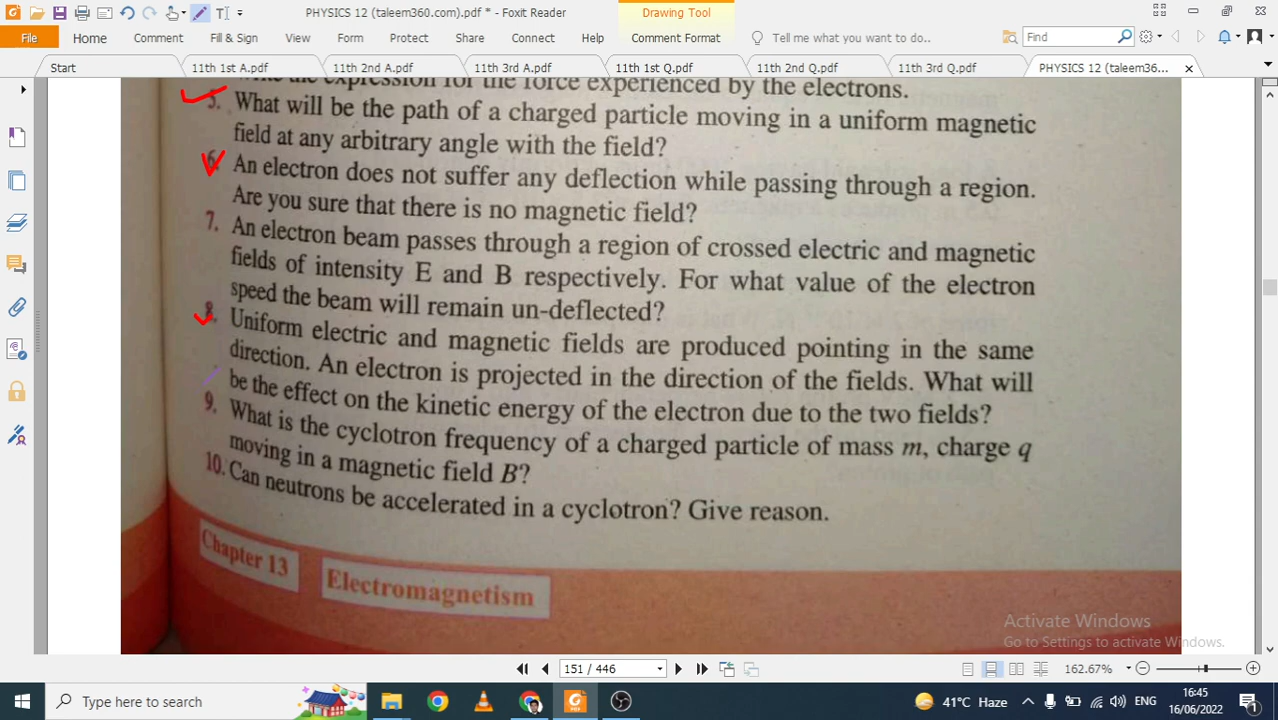 PHYSICS 12 (taleem360.com).pdf * - Foxit Reader
Drawing Tool
File Home Comment Fill & Sign View Form Protect Share Connect Help Comment Format Tell me what you want to do... Find
Start 11th 1st A.pdf 11th 2nd A.pdf 11th 3rd A.pdf 11th 1st Q.pdf 11th 2nd Q.pdf 11th 3rd Q.pdf PHYSICS 12 (taleem360.com....
Write the expression for the force experienced by the electrons.
5. What will be the path of a charged particle moving in a uniform magnetic
field at any arbitrary angle with the field?
6. An electron does not suffer any deflection while passing through a region.
Are you sure that there is no magnetic field?
7. An electron beam passes through a region of crossed electric and magnetic
fields of intensity E and B respectively. For what value of the electron
speed the beam will remain un-deflected?
8. Uniform electric and magnetic fields are produced pointing in the same
direction. An electron is projected in the direction of the fields. What will
be the effect on the kinetic energy of the electron due to the two fields?
9. What is the cyclotron frequency of a charged particle of mass m, charge q
moving in a magnetic field B?
10. Can neutrons be accelerated in a cyclotron? Give reason.
Chapter 13 Electromagnetism
Activate Windows
Go to Settings to activate Windows.
151 / 446
162.67%
Type here to search
41°C Haze
ENG
16:45
16/06/2022